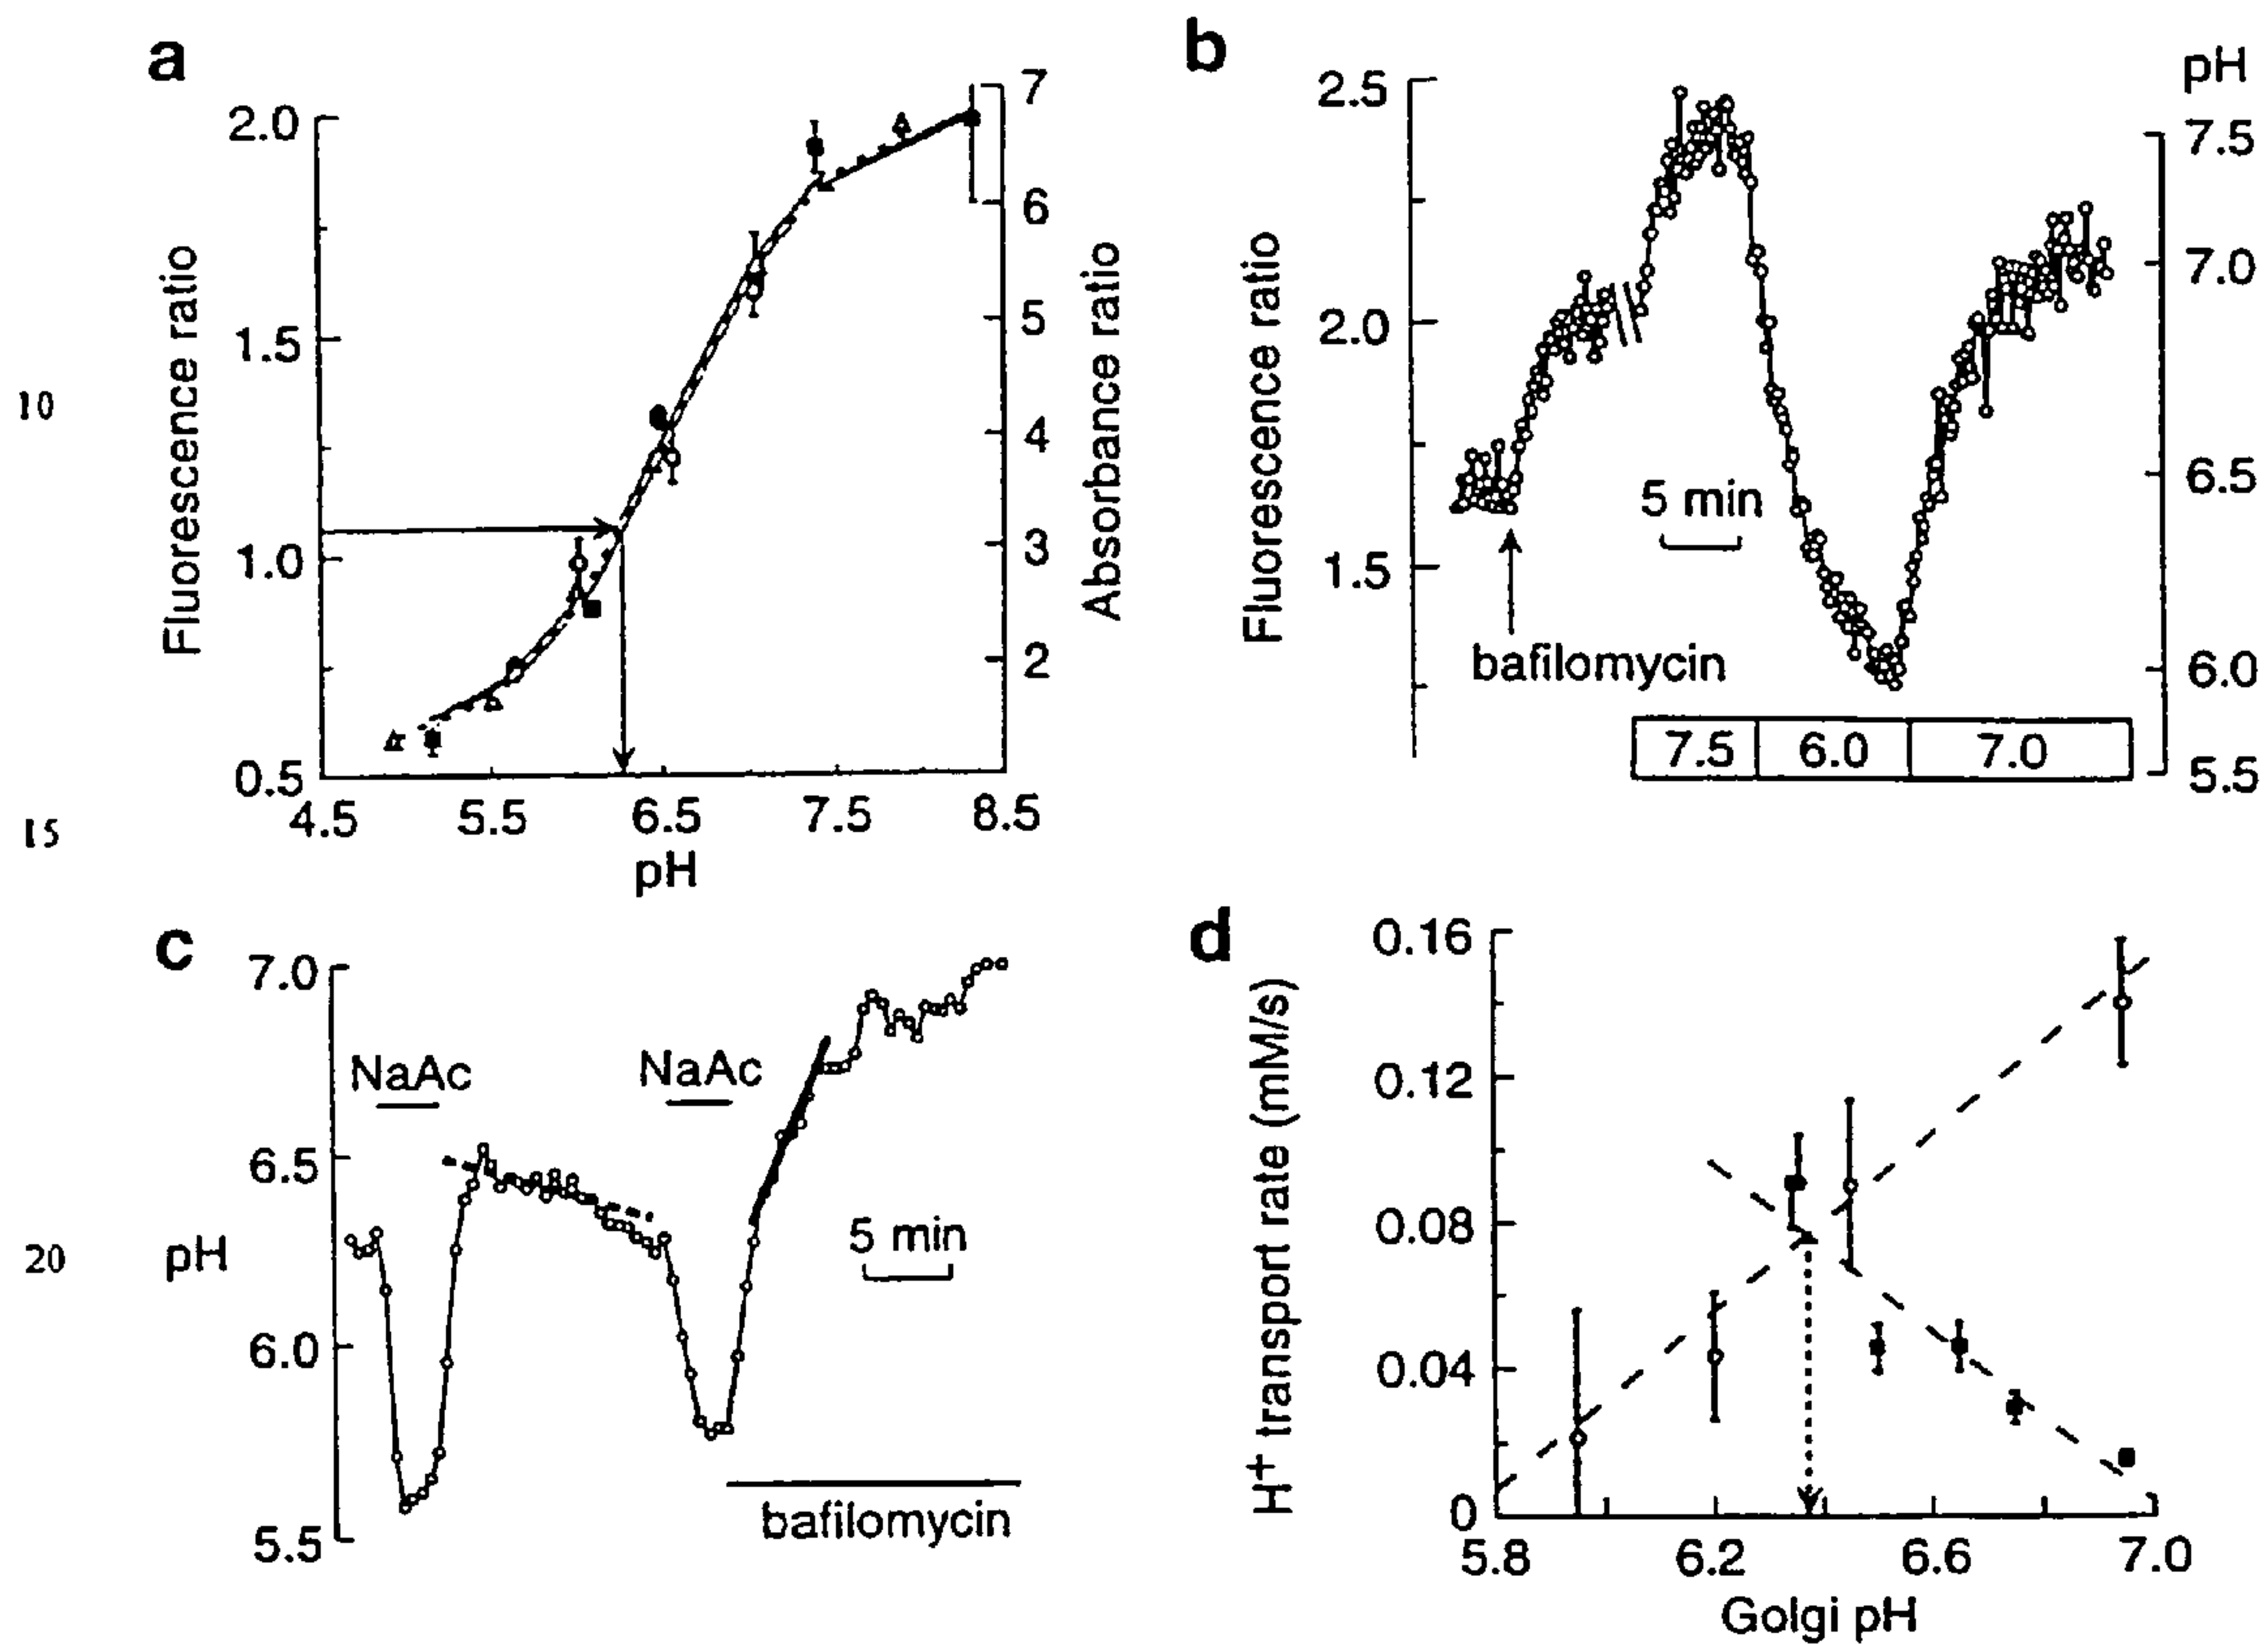 a
2.0
1.5
1.0
0.5
Fluorescence ratio
7
6
5
4
3
2
Absorbance ratio
4.5 5.5 6.5 7.5 8.5
pH
b
2.5
2.0
1.5
Fluorescence ratio
pH
7.5
7.0
6.5
6.0
5.5
5 min
bafilomycin
7.5 6.0 7.0
10
15
20
c
7.0
6.5
6.0
5.5
pH
NaAc NaAc
5 min
bafilomycin
d
0.16
0.12
0.08
0.04
0
H+ transport rate (mM/s)
5.8 6.2 6.6 7.0
Golgi pH